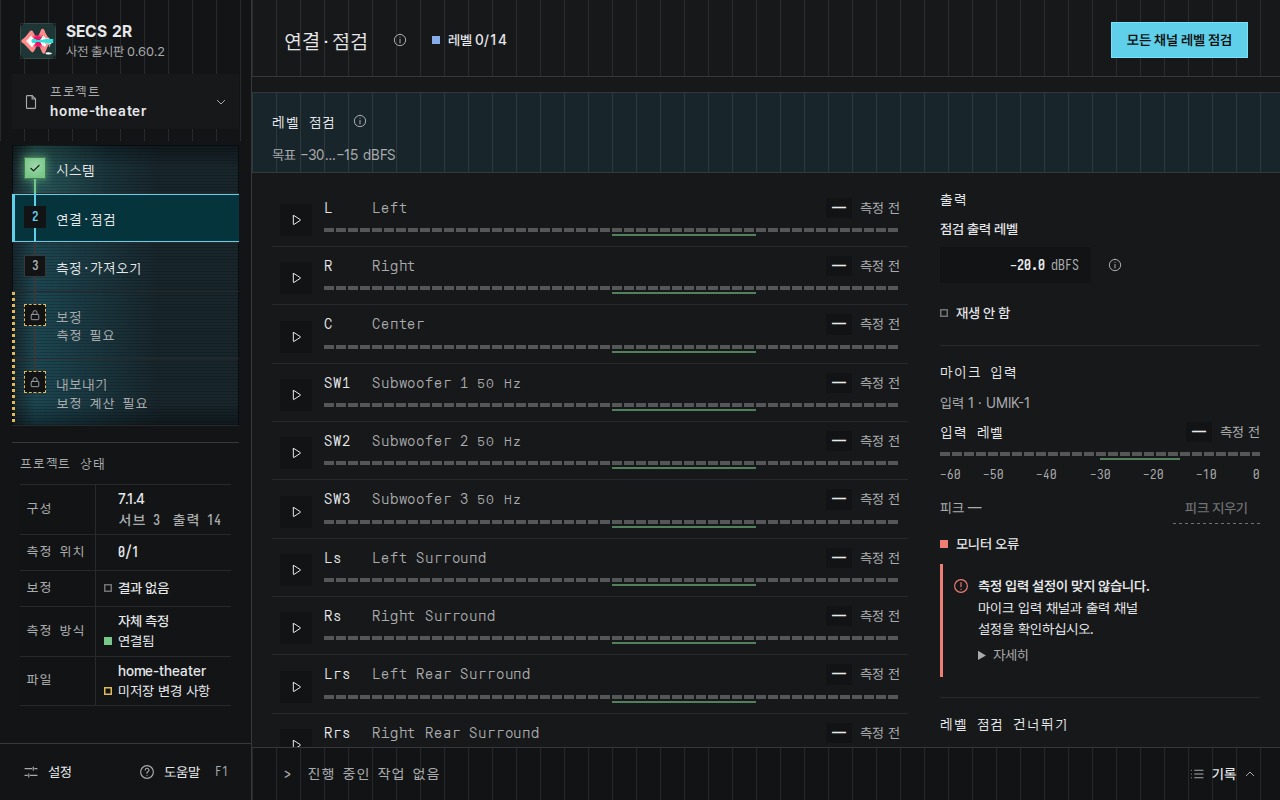 SECS 2R
사전 출시판 0.60.2
프로젝트
home-theater
시스템
2 연결·점검
3 측정·가져오기
보정
측정 필요
내보내기
보정 계산 필요
프로젝트 상태
구성 7.1.4
서브 3 출력 14
측정 위치 0/1
보정 결과 없음
측정 방식 자체 측정
연결됨
파일 home-theater
미저장 변경 사항
설정 도움말 F1
연결·점검 레벨 0/14 모든 채널 레벨 점검
레벨 점검
목표 −30…−15 dBFS
L Left — 측정 전
R Right — 측정 전
C Center — 측정 전
SW1 Subwoofer 1 50 Hz — 측정 전
SW2 Subwoofer 2 50 Hz — 측정 전
SW3 Subwoofer 3 50 Hz — 측정 전
Ls Left Surround — 측정 전
Rs Right Surround — 측정 전
Lrs Left Rear Surround — 측정 전
Rrs Right Rear Surround — 측정 전
출력
점검 출력 레벨
−20.0 dBFS
재생 안 함
마이크 입력
입력 1 · UMIK-1
입력 레벨 — 측정 전
-60 -50 -40 -30 -20 -10 0
피크 — 피크 지우기
모니터 오류
측정 입력 설정이 맞지 않습니다.
마이크 입력 채널과 출력 채널
설정을 확인하십시오.
자세히
레벨 점검 건너뛰기
> 진행 중인 작업 없음 기록